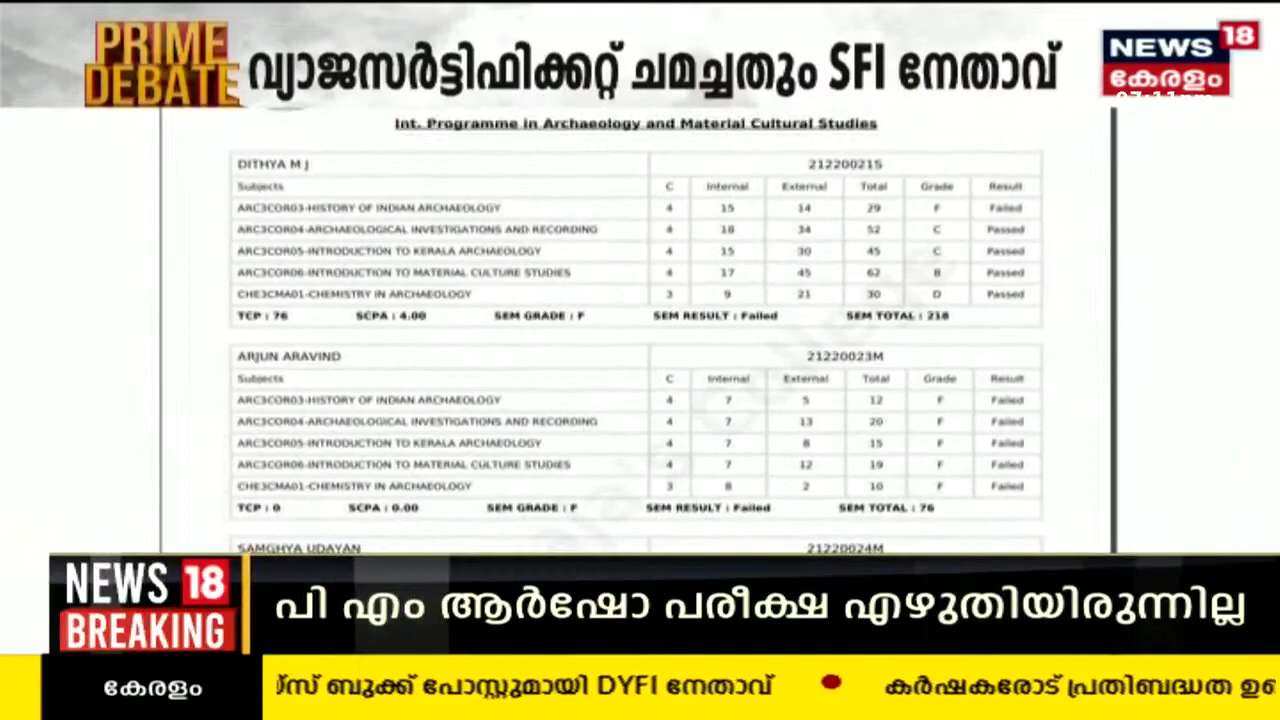 PRIME
DEBATE
വ്യാജസർട്ടിഫിക്കറ്റ് ചമച്ചതും SFI നേതാവ്
NEWS 18
കേരളം
07:11pm
Int. Programme in Archaeology and Material Cultural Studies
DITHYA M J 212200215
Subjects C Internal External Total Grade Result
ARC3COR03-HISTORY OF INDIAN ARCHAEOLOGY 4 15 14 29 F Failed
ARC3COR04-ARCHAEOLOGICAL INVESTIGATIONS AND RECORDING 4 18 34 52 C Passed
ARC3COR05-INTRODUCTION TO KERALA ARCHAEOLOGY 4 15 30 45 C Passed
ARC3COR06-INTRODUCTION TO MATERIAL CULTURE STUDIES 4 17 45 62 B Passed
CHE3CMA01-CHEMISTRY IN ARCHAEOLOGY 3 9 21 30 D Passed
TCP : 76 SCPA : 4.00 SEM GRADE : F SEM RESULT : Failed SEM TOTAL : 218
ARJUN ARAVIND 21220023M
Subjects C Internal External Total Grade Result
ARC3COR03-HISTORY OF INDIAN ARCHAEOLOGY 4 7 5 12 F Failed
ARC3COR04-ARCHAEOLOGICAL INVESTIGATIONS AND RECORDING 4 7 13 20 F Failed
ARC3COR05-INTRODUCTION TO KERALA ARCHAEOLOGY 4 7 8 15 F Failed
ARC3COR06-INTRODUCTION TO MATERIAL CULTURE STUDIES 4 7 12 19 F Failed
CHE3CMA01-CHEMISTRY IN ARCHAEOLOGY 3 8 2 10 F Failed
TCP : 0 SCPA : 0.00 SEM GRADE : F SEM RESULT : Failed SEM TOTAL : 76
SAMGHYA UDAYAN 21220024M
NEWS 18
BREAKING
പി എം ആർഷോ പരീക്ഷ എഴുതിയിരുന്നില്ല
കേരളം
ബുക്ക് പോസ്റ്റുമായി DYFI നേതാവ് ● കർഷകരോട് പ്രതിബദ്ധത